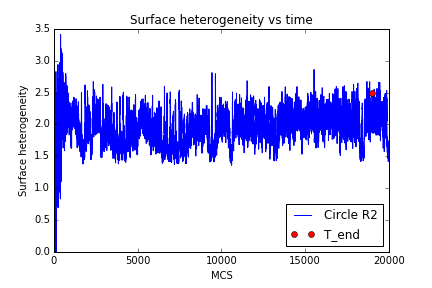 Surface heterogeneity vs time
3.5
3.0
2.5
2.0
1.5
1.0
0.5
0.0
Surface heterogeneity
Circle R2
T_end
0
5000
10000
15000
20000
MCS